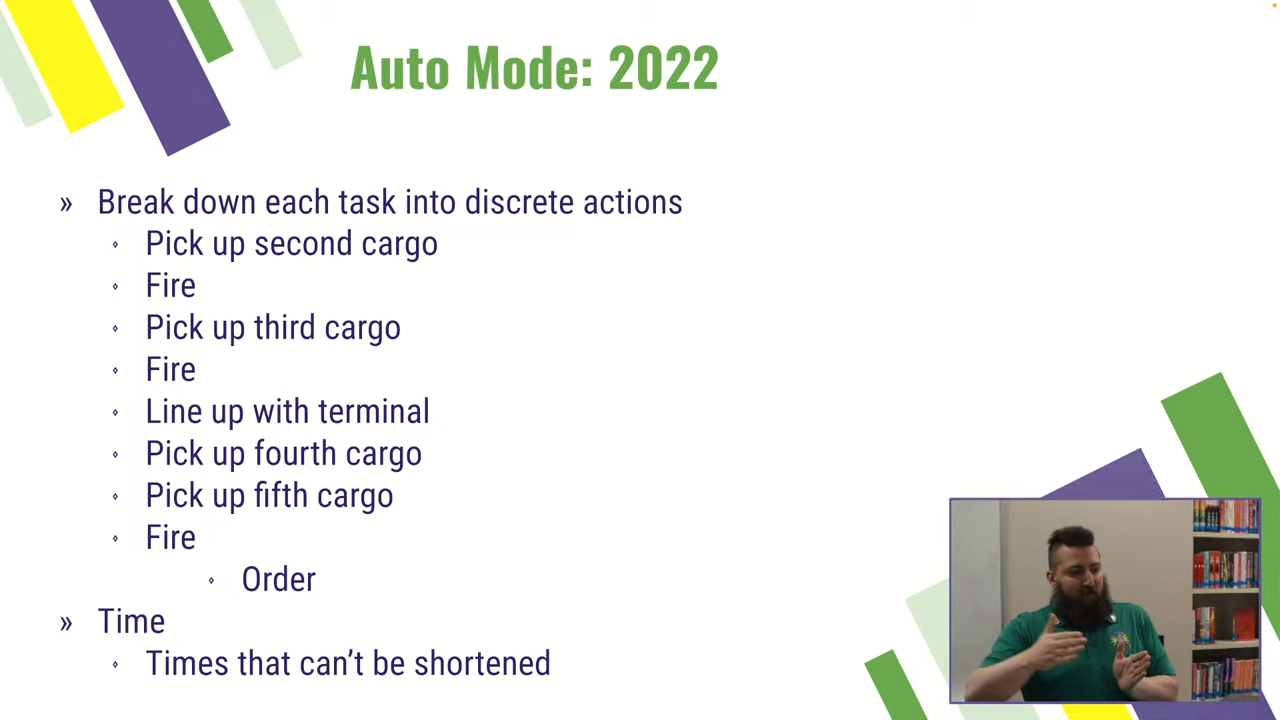 Auto Mode: 2022
» Break down each task into discrete actions
Pick up second cargo
Fire
Pick up third cargo
Fire
Line up with terminal
Pick up fourth cargo
Pick up fifth cargo
Fire
Order
» Time
Times that can’t be shortened